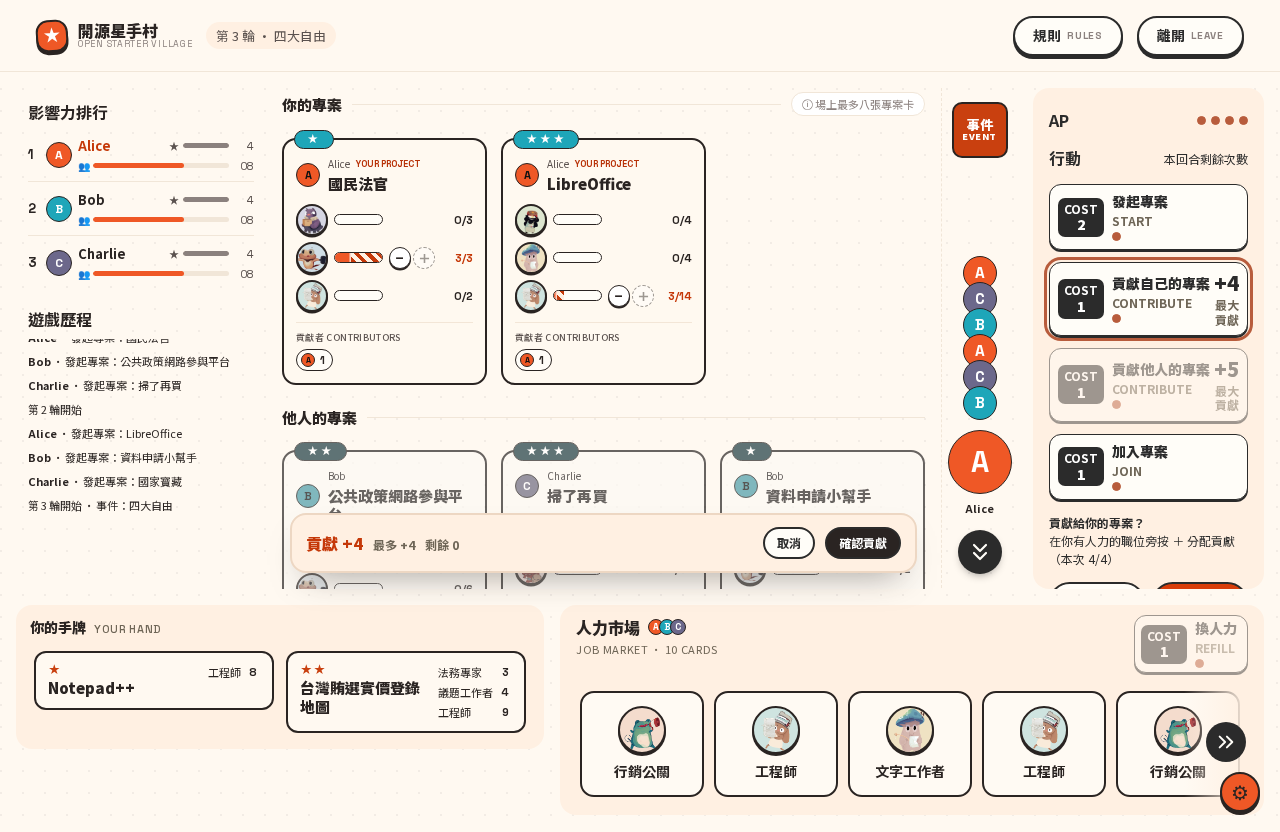 開源星手村
OPEN STARTER VILLAGE
第 3 輪 · 四大自由
規則 RULES
離開 LEAVE
影響力排行
1 A Alice ★ 4
08
2 B Bob ★ 4
08
3 C Charlie ★ 4
08
遊戲歷程
Alice · 發起專案：國民法官
Bob · 發起專案：公共政策網路參與平台
Charlie · 發起專案：掃了再買
第 2 輪開始
Alice · 發起專案：LibreOffice
Bob · 發起專案：資料申請小幫手
Charlie · 發起專案：國家寶藏
第 3 輪開始 · 事件：四大自由
你的專案
ⓘ 場上最多八張專案卡
★
A Alice YOUR PROJECT
國民法官
0/3
− + 3/3
0/2
貢獻者 CONTRIBUTORS
A 1
★ ★ ★
A Alice YOUR PROJECT
LibreOffice
0/4
0/4
− + 3/14
貢獻者 CONTRIBUTORS
A 1
他人的專案
★ ★
B Bob
公共政策網路參與平
台
★ ★ ★
C Charlie
掃了再買
★
B Bob
資料申請小幫手
貢獻 +4 最多 +4 剩餘 0
取消
確認貢獻
事件
EVENT
A
C
B
A
C
B
A
Alice
AP
行動 本回合剩餘次數
COST 2
發起專案
START
COST 1
貢獻自己的專案 +4
CONTRIBUTE 最大貢獻
COST 1
貢獻他人的專案 +5
CONTRIBUTE 最大貢獻
COST 1
加入專案
JOIN
貢獻給你的專案？
在你有人力的職位旁按 ＋ 分配貢獻
（本次 4/4）
你的手牌 YOUR HAND
★
Notepad++
工程師 8
★ ★
台灣賄選實價登錄
地圖
法務專家 3
議題工作者 4
工程師 9
人力市場 A B C
JOB MARKET · 10 CARDS
COST 1
換人力
REFILL
行銷公關
工程師
文字工作者
工程師
行銷公關